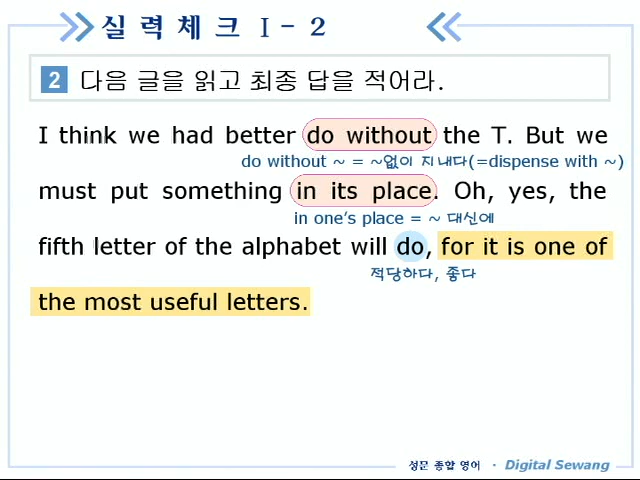 실력체크 I - 2
2 다음 글을 읽고 최종 답을 적어라.
I think we had better do without the T. But we
do without ~ = ~없이 지내다(=dispense with ~)
must put something in its place. Oh, yes, the
in one's place = ~ 대신에
fifth letter of the alphabet will do, for it is one of
적당하다, 좋다
the most useful letters.
성문 종합 영어 · Digital Sewang